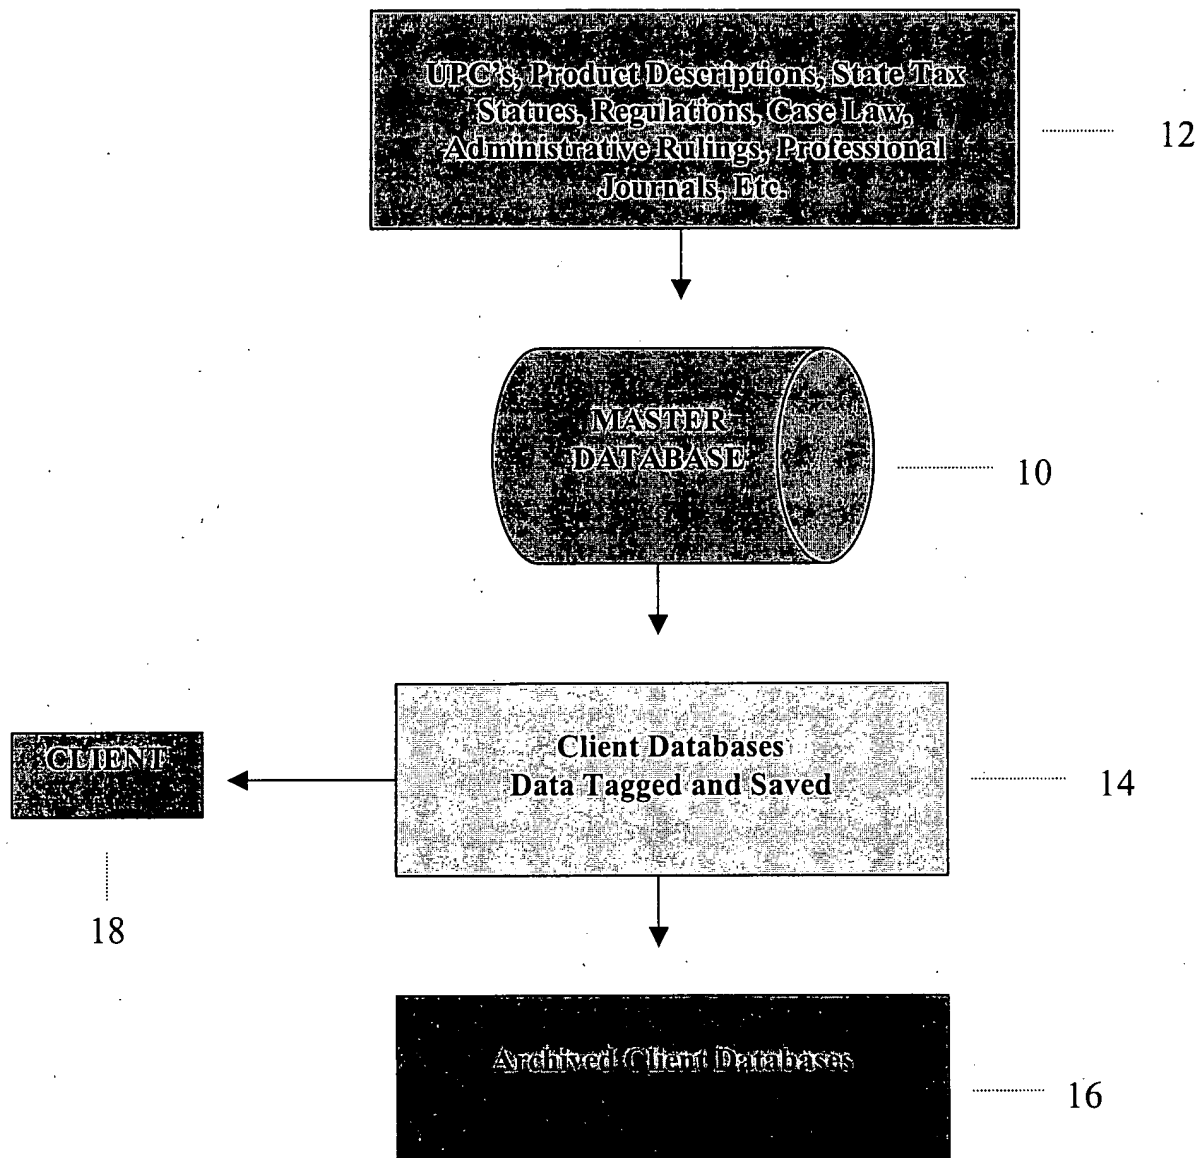 UPC's, Product Descriptions, State Tax
Statues, Regulations, Case Law,
Administrative Rulings, Professional
Journals, Etc.
12
MASTER
DATABASE
10
Client Databases
Data Tagged and Saved
14
CLIENT
18
Archived Client Databases
16